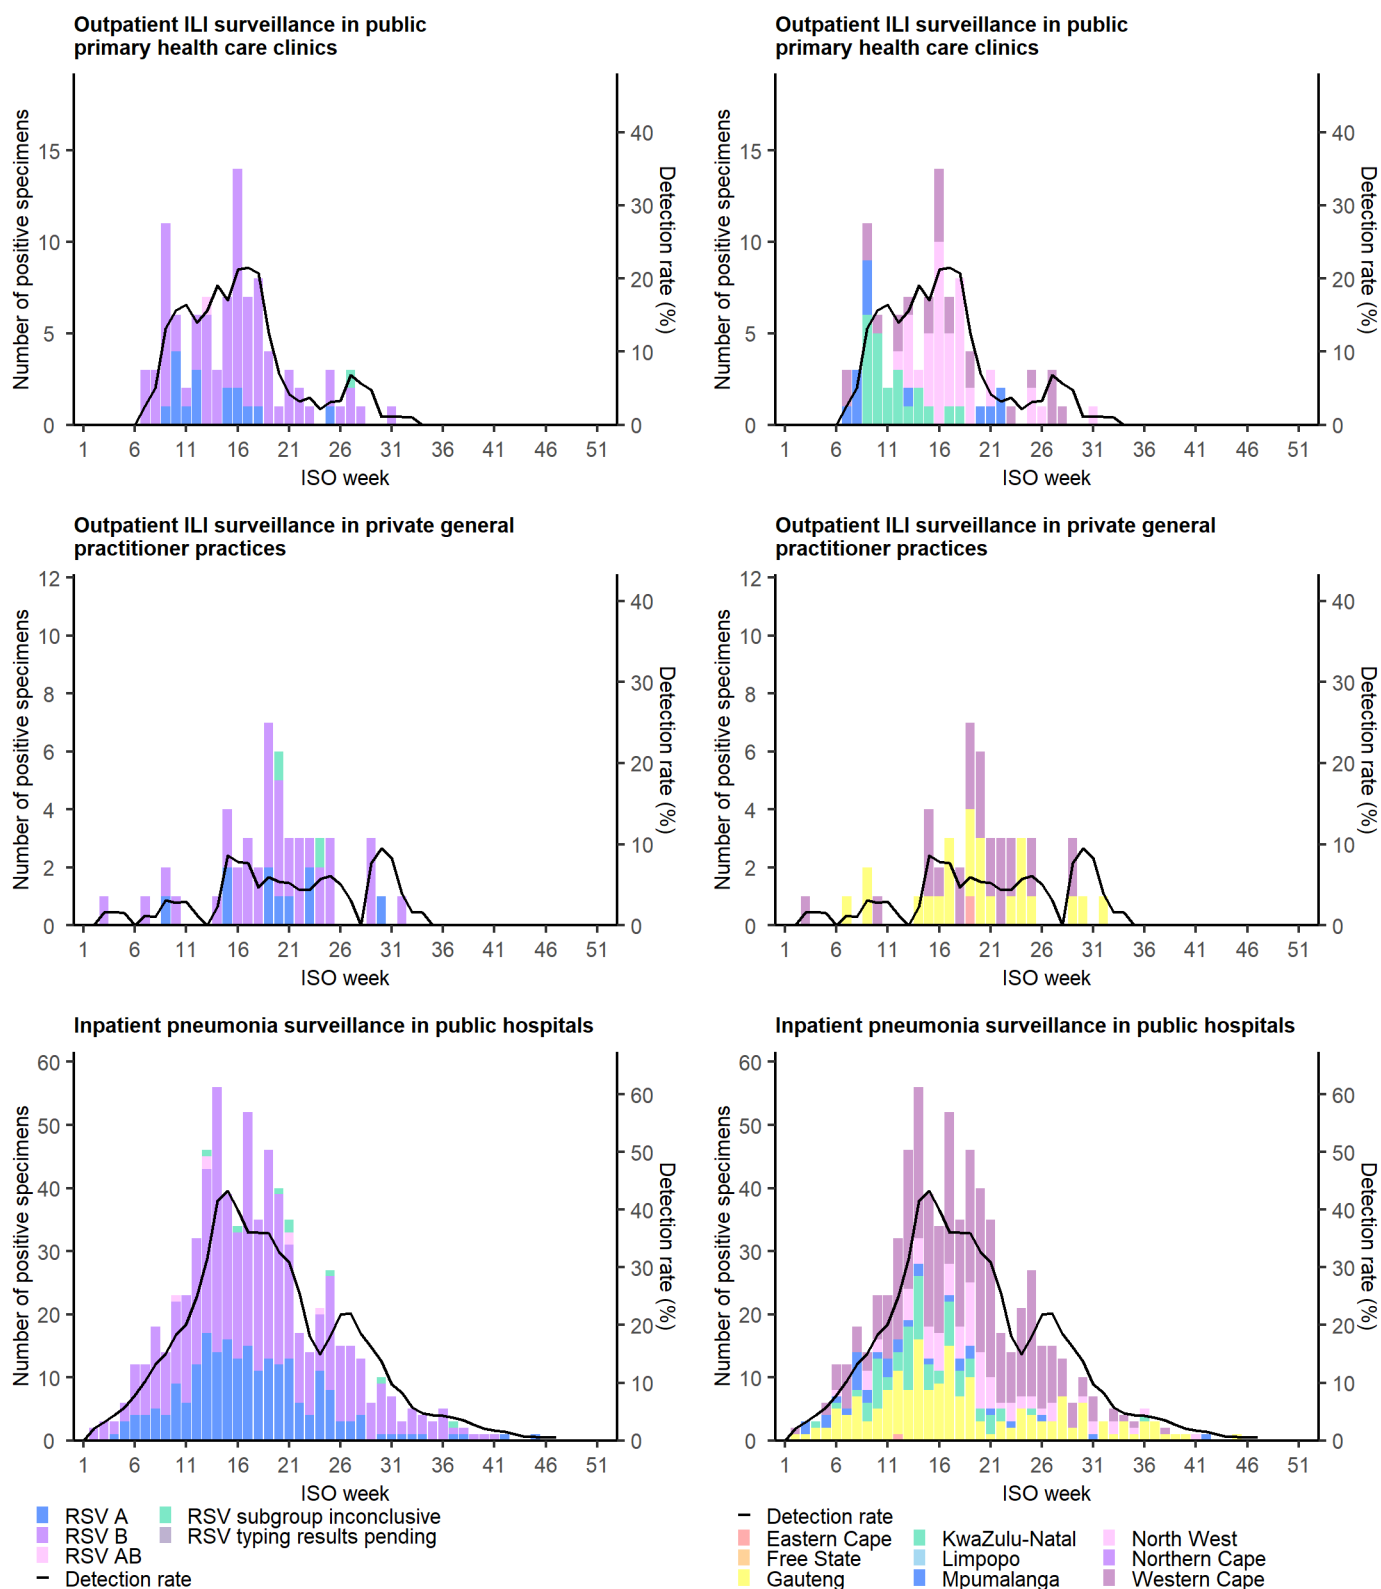 Outpatient ILI surveillance in public
primary health care clinics
Number of positive specimens
15
10
5
0
40
30
20
10
0
Detection rate (%)
1 6 11 16 21 26 31 36 41 46 51
ISO week
Outpatient ILI surveillance in public
primary health care clinics
Number of positive specimens
15
10
5
0
40
30
20
10
0
Detection rate (%)
1 6 11 16 21 26 31 36 41 46 51
ISO week
Outpatient ILI surveillance in private general
practitioner practices
Number of positive specimens
12
10
8
6
4
2
0
40
30
20
10
0
Detection rate (%)
1 6 11 16 21 26 31 36 41 46 51
ISO week
Outpatient ILI surveillance in private general
practitioner practices
Number of positive specimens
12
10
8
6
4
2
0
40
30
20
10
0
Detection rate (%)
1 6 11 16 21 26 31 36 41 46 51
ISO week
Inpatient pneumonia surveillance in public hospitals
Number of positive specimens
60
50
40
30
20
10
0
60
50
40
30
20
10
0
Detection rate (%)
1 6 11 16 21 26 31 36 41 46 51
ISO week
RSV A
RSV B
RSV AB
Detection rate
RSV subgroup inconclusive
RSV typing results pending
Inpatient pneumonia surveillance in public hospitals
Number of positive specimens
60
50
40
30
20
10
0
60
50
40
30
20
10
0
Detection rate (%)
1 6 11 16 21 26 31 36 41 46 51
ISO week
Detection rate
Eastern Cape
Free State
Gauteng
KwaZulu-Natal
Limpopo
Mpumalanga
North West
Northern Cape
Western Cape